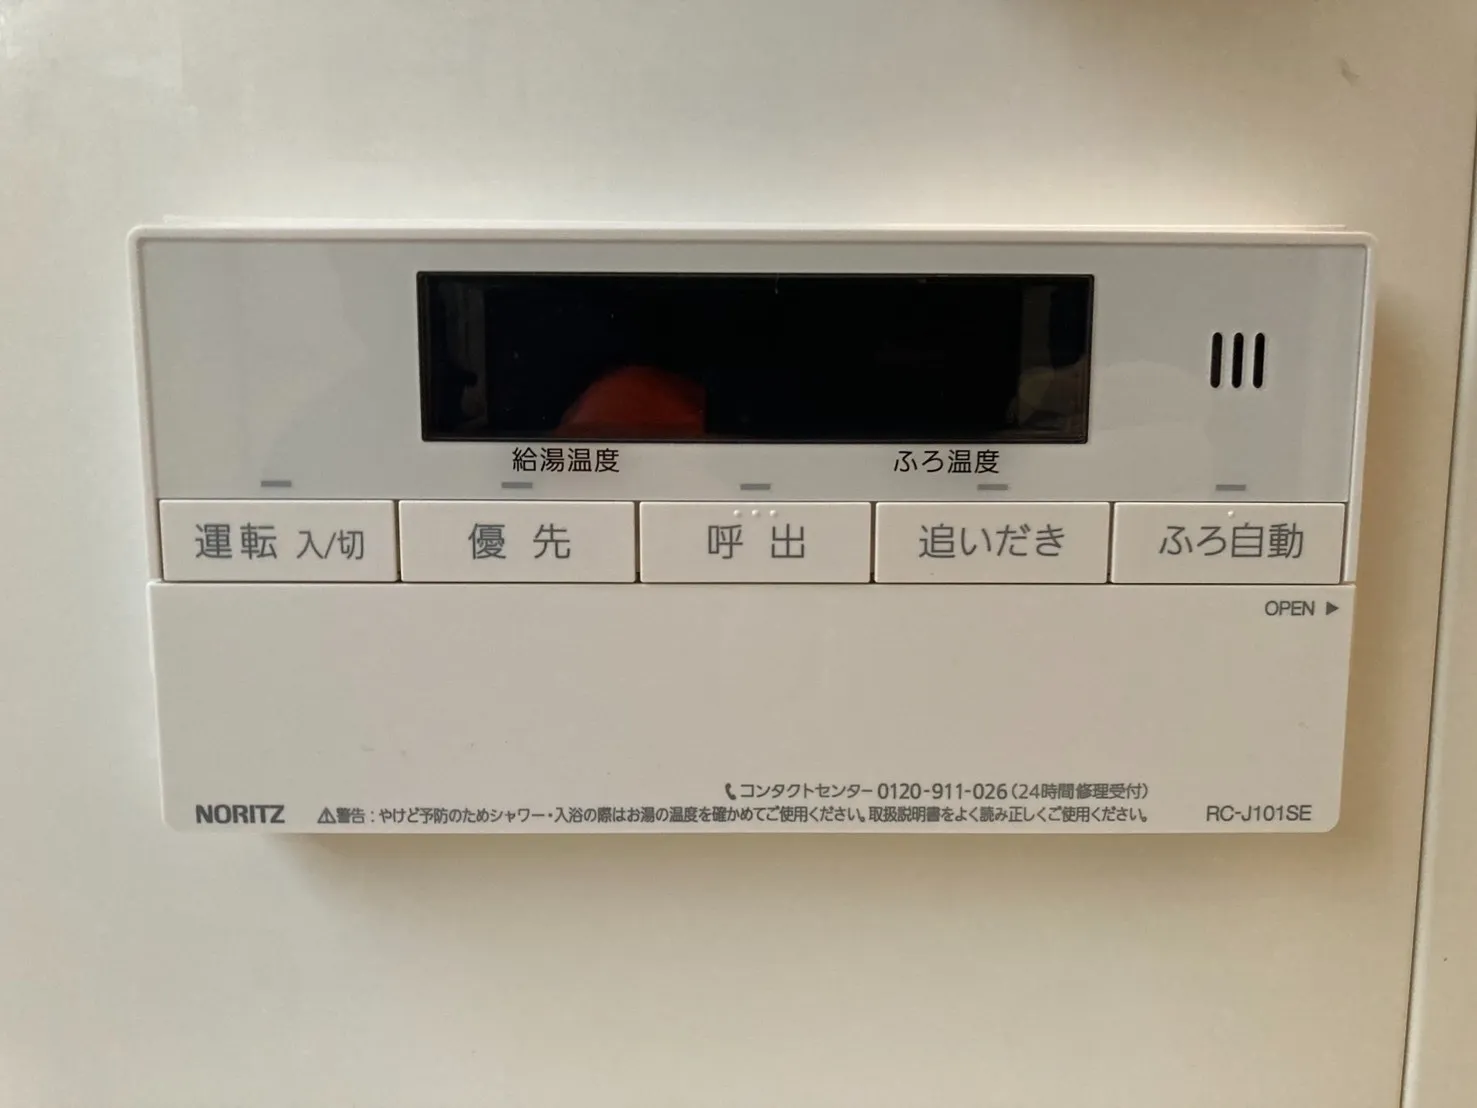 給湯温度 ふろ温度
運転 入/切 優先 呼出 追いだき ふろ自動
OPEN ▶
コンタクトセンター 0120-911-026(24時間修理受付)
NORITZ ⚠警告:やけど予防のためシャワー・入浴の際はお湯の温度を確かめてご使用ください。取扱説明書をよく読み正しくご使用ください。 RC-J101SE